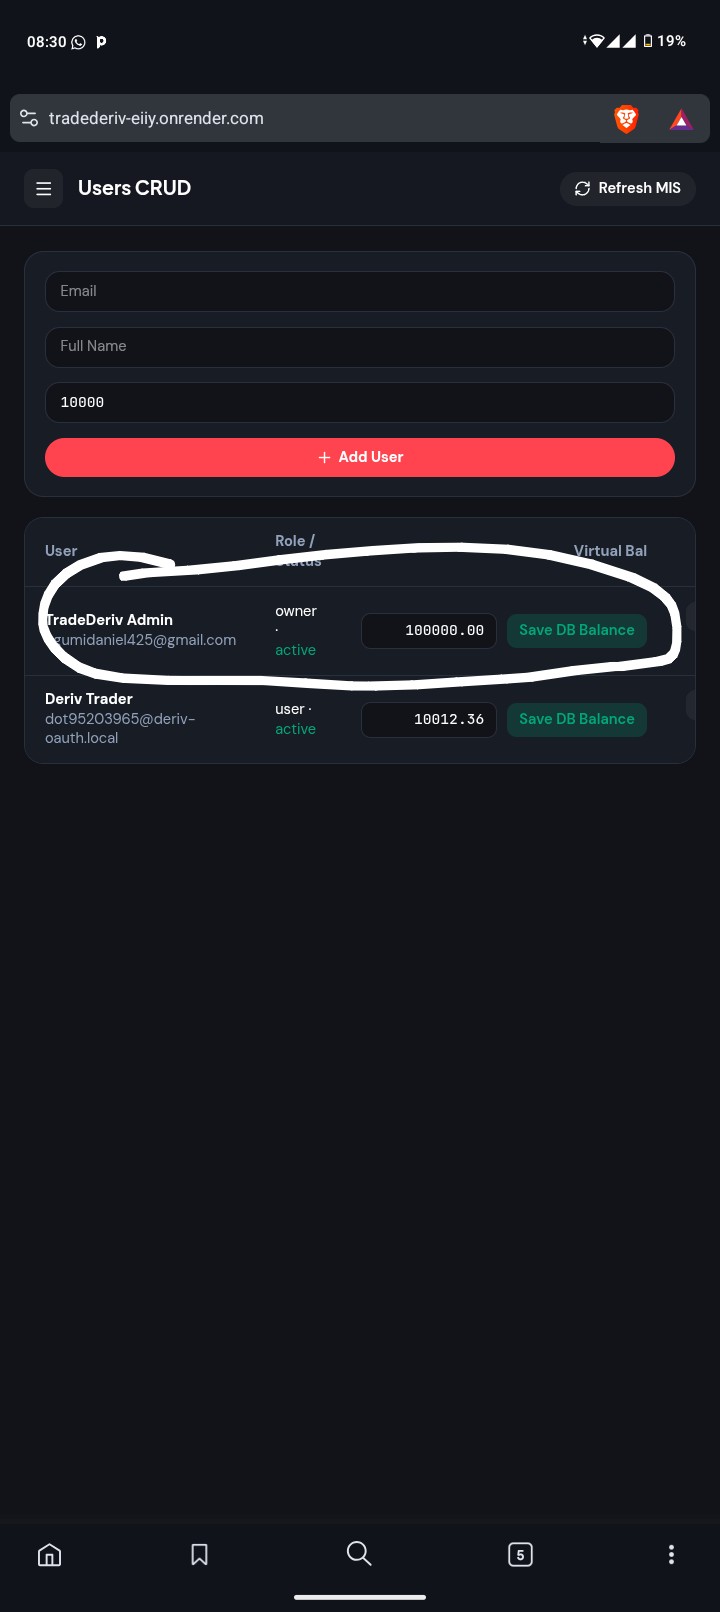 08:30 19%
tradederiv-eiiy.onrender.com
Users CRUD Refresh MIS
Email
Full Name
10000
+ Add User
User Role / Status Virtual Bal
TradeDeriv Admin
owner ·
active
100000.00 Save DB Balance
Deriv Trader
dot95203965@deriv-
oauth.local
user ·
active
10012.36 Save DB Balance
5